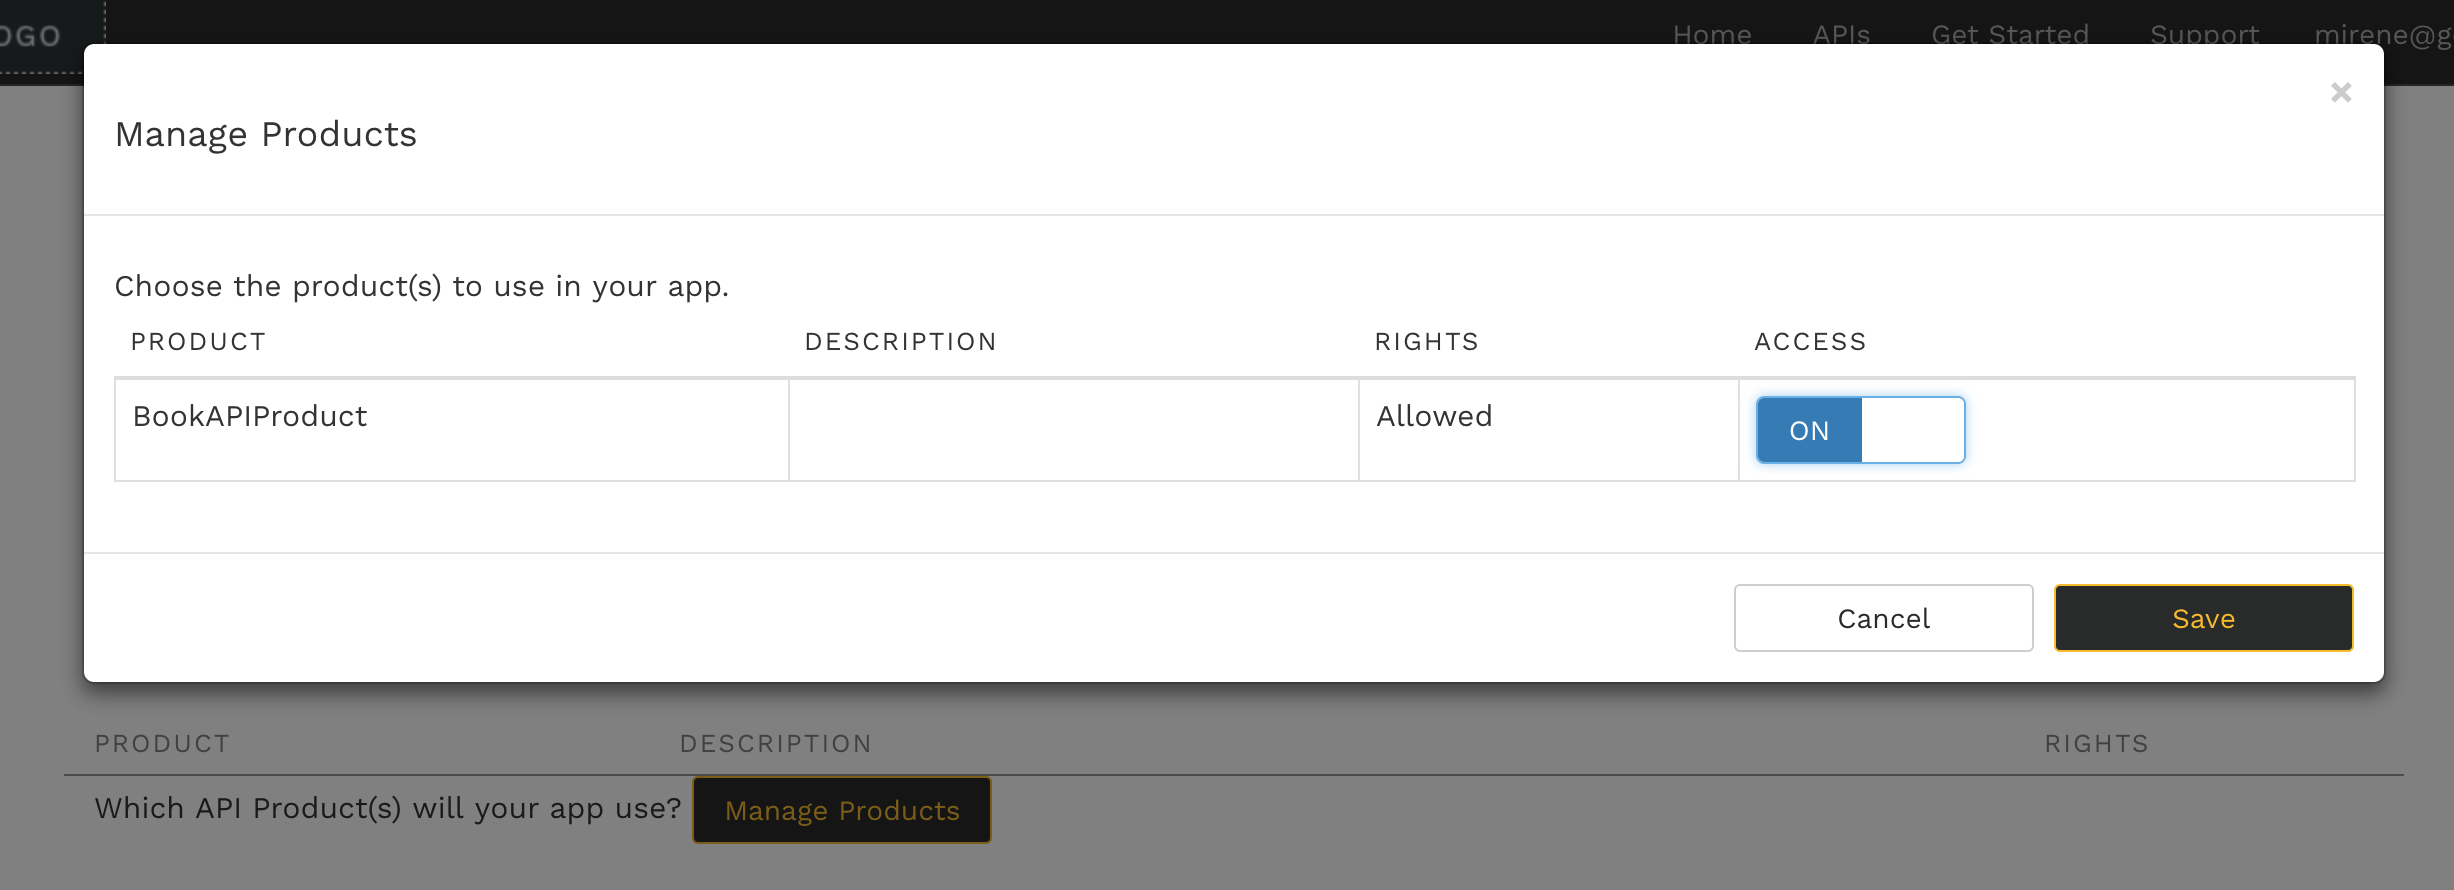 OGO
Home APIs Get Started Support mirene@g
×
Manage Products
Choose the product(s) to use in your app.
PRODUCT DESCRIPTION RIGHTS ACCESS
BookAPIProduct Allowed ON
Cancel Save
PRODUCT DESCRIPTION RIGHTS
Which API Product(s) will your app use? Manage Products